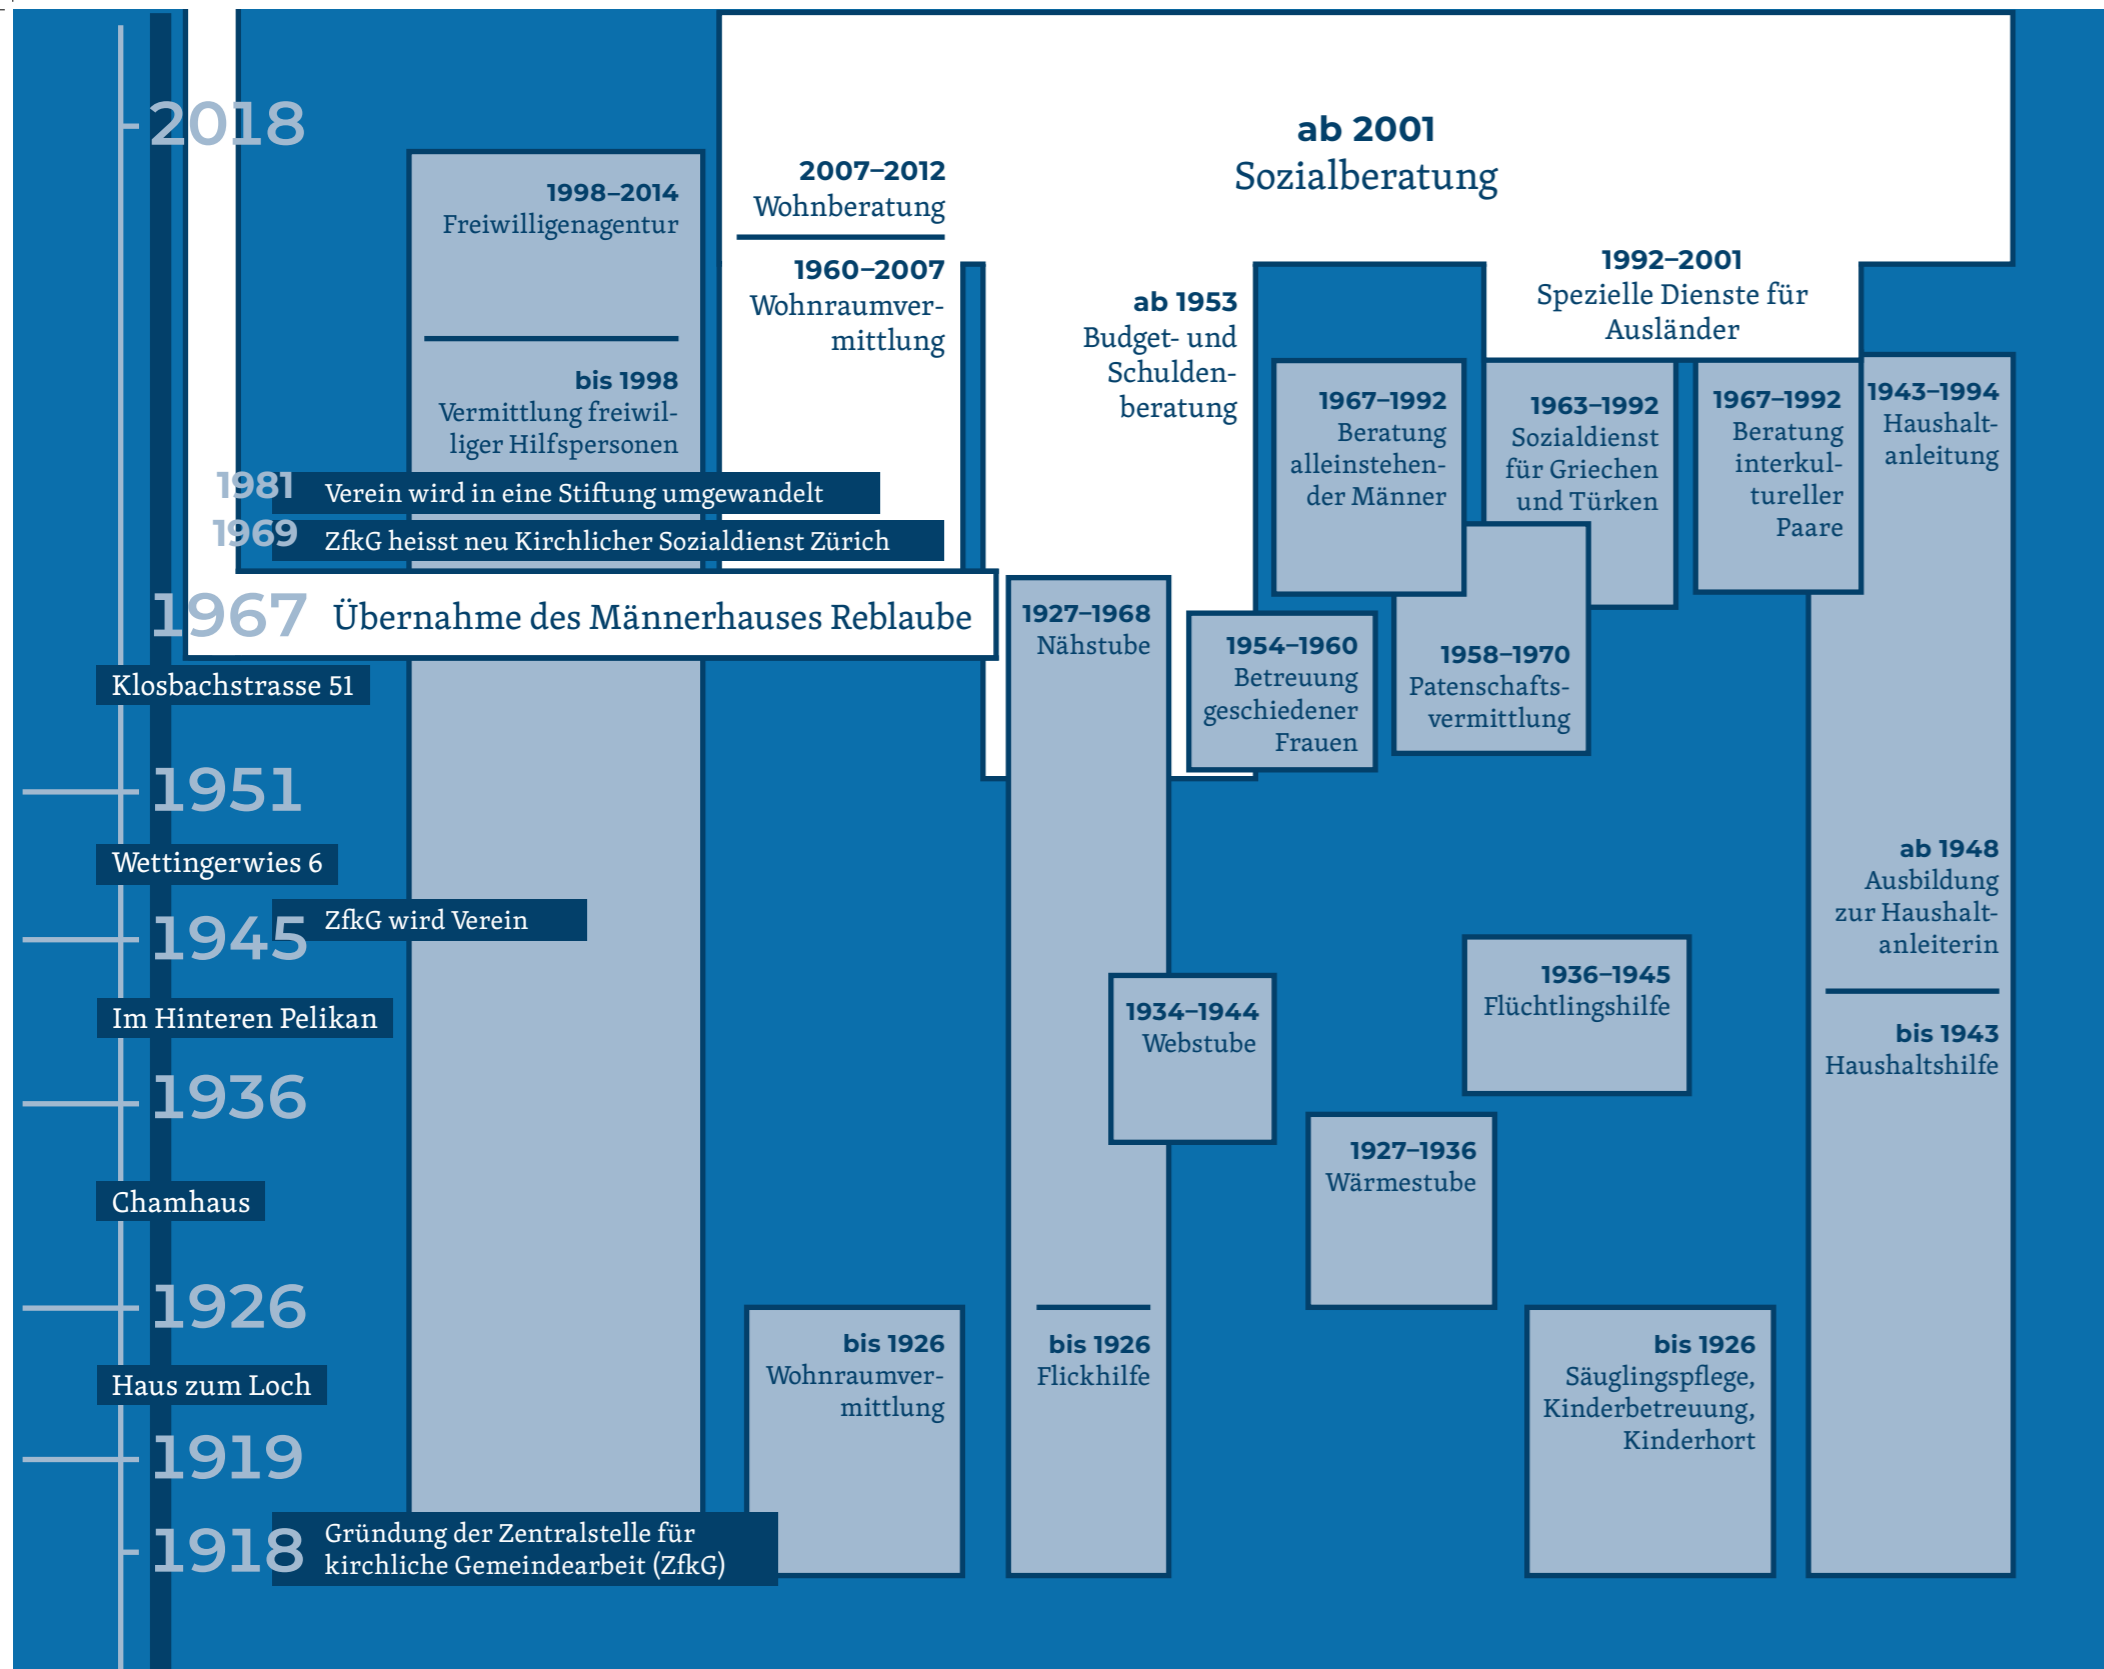 2018
ab 2001
Sozialberatung
2007–2012
Wohnberatung
1998–2014
Freiwilligenagentur
1960–2007
Wohnraumver-
mittlung
ab 1953
Budget- und
Schulden-
beratung
1992–2001
Spezielle Dienste für
Ausländer
bis 1998
Vermittlung freiwil-
liger Hilfspersonen
1967–1992
Beratung
alleinstehen-
der Männer
1963–1992
Sozialdienst
für Griechen
und Türken
1967–1992
Beratung
interkul-
tureller
Paare
1943–1994
Haushalt-
anleitung
1981 Verein wird in eine Stiftung umgewandelt
1969 ZfkG heisst neu Kirchlicher Sozialdienst Zürich
1967 Übernahme des Männerhauses Reblaube
1927–1968
Nähstube
1954–1960
Betreuung
geschiedener
Frauen
1958–1970
Patenschafts-
vermittlung
Klosbachstrasse 51
1951
Wettingerwies 6
ab 1948
Ausbildung
zur Haushalt-
anleiterin
1945 ZfkG wird Verein
1934–1944
Webstube
1936–1945
Flüchtlingshilfe
bis 1943
Haushaltshilfe
Im Hinteren Pelikan
1936
1927–1936
Wärmestube
Chamhaus
1926
bis 1926
Wohnraumver-
mittlung
bis 1926
Flickhilfe
bis 1926
Säuglingspflege,
Kinderbetreuung,
Kinderhort
Haus zum Loch
1919
1918 Gründung der Zentralstelle für
kirchliche Gemeindearbeit (ZfkG)